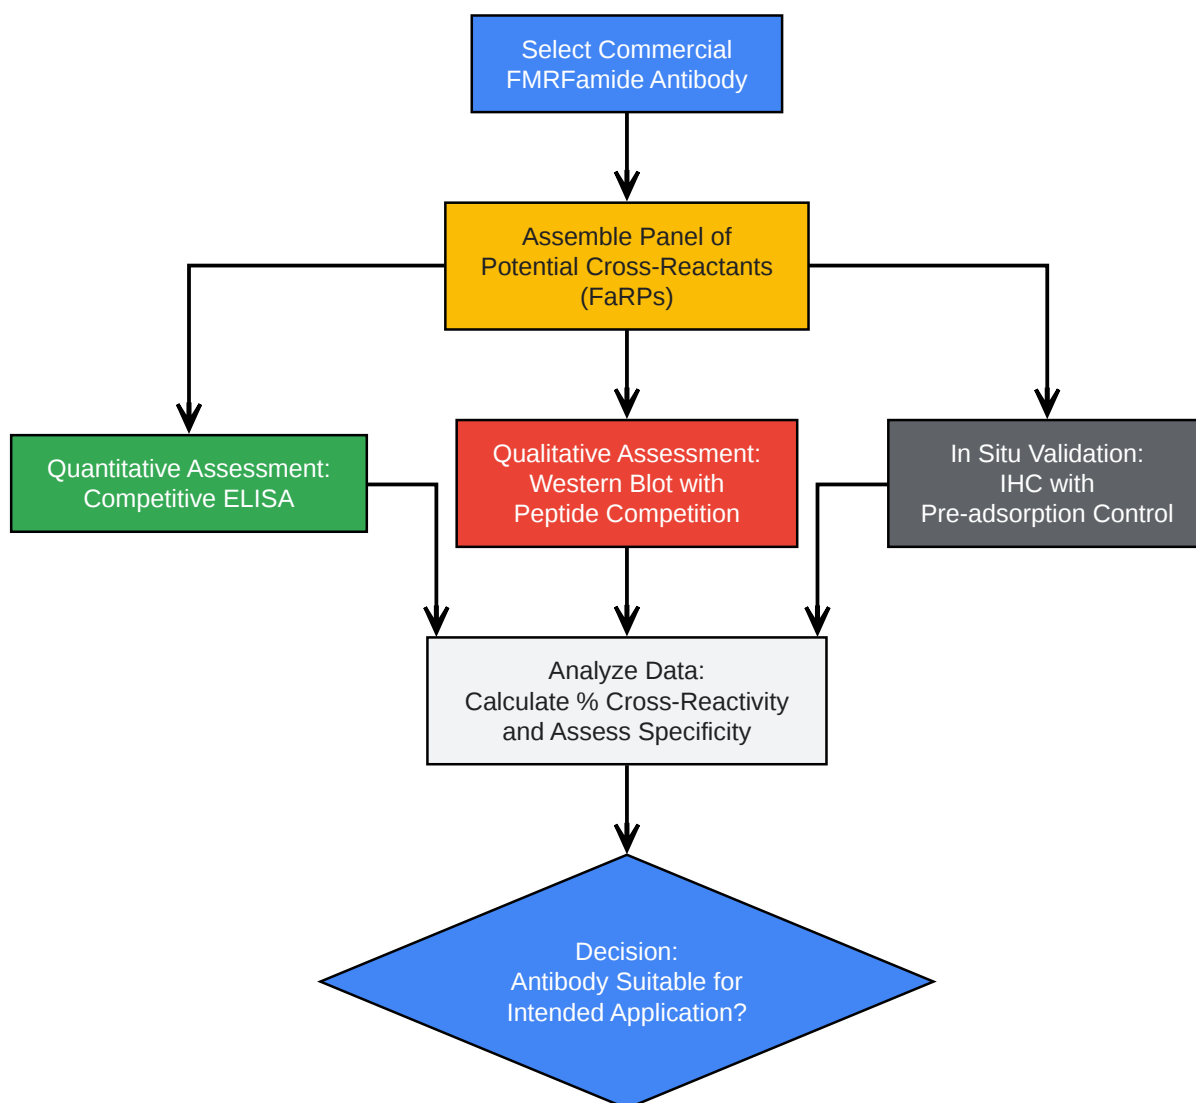 Select Commercial
FMRFamide Antibody
Assemble Panel of
Potential Cross-Reactants
(FaRPs)
Quantitative Assessment:
Competitive ELISA
Qualitative Assessment:
Western Blot with
Peptide Competition
In Situ Validation:
IHC with
Pre-adsorption Control
Analyze Data:
Calculate % Cross-Reactivity
and Assess Specificity
Decision:
Antibody Suitable for
Intended Application?